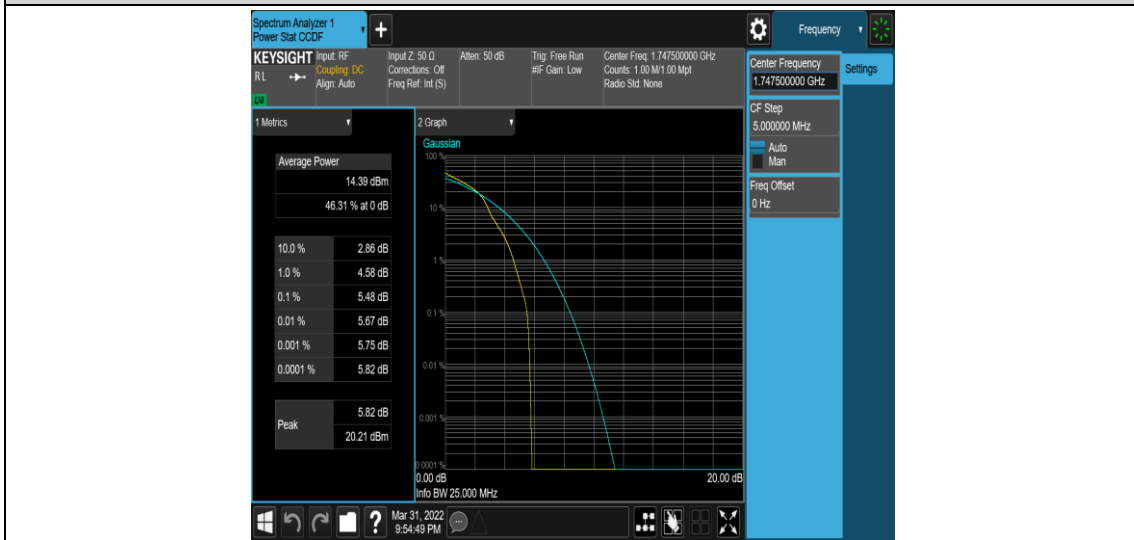 Spectrum Analyzer 1
Power Stat CCDF
Frequency
KEYSIGHT
RL
LXI
Input: RF
Coupling: DC
Align: Auto
Input Z: 50 Ω
Corrections: Off
Freq Ref: Int (S)
Atten: 50 dB
Trig: Free Run
#IF Gain: Low
Center Freq: 1.747500000 GHz
Counts: 1.00 M/1.00 Mpt
Radio Std: None
Center Frequency
1.747500000 GHz
Settings
CF Step
5.000000 MHz
Auto
Man
Freq Offset
0 Hz
1 Metrics
Average Power
14.39 dBm
46.31 % at 0 dB
10.0 % 2.86 dB
1.0 % 4.58 dB
0.1 % 5.48 dB
0.01 % 5.67 dB
0.001 % 5.75 dB
0.0001 % 5.82 dB
Peak
5.82 dB
20.21 dBm
2 Graph
Gaussian
100 %
10 %
1 %
0.1 %
0.01 %
0.001 %
0.0001 %
0.00 dB 20.00 dB
Info BW 25.000 MHz
?
Mar 31, 2022
9:54:49 PM